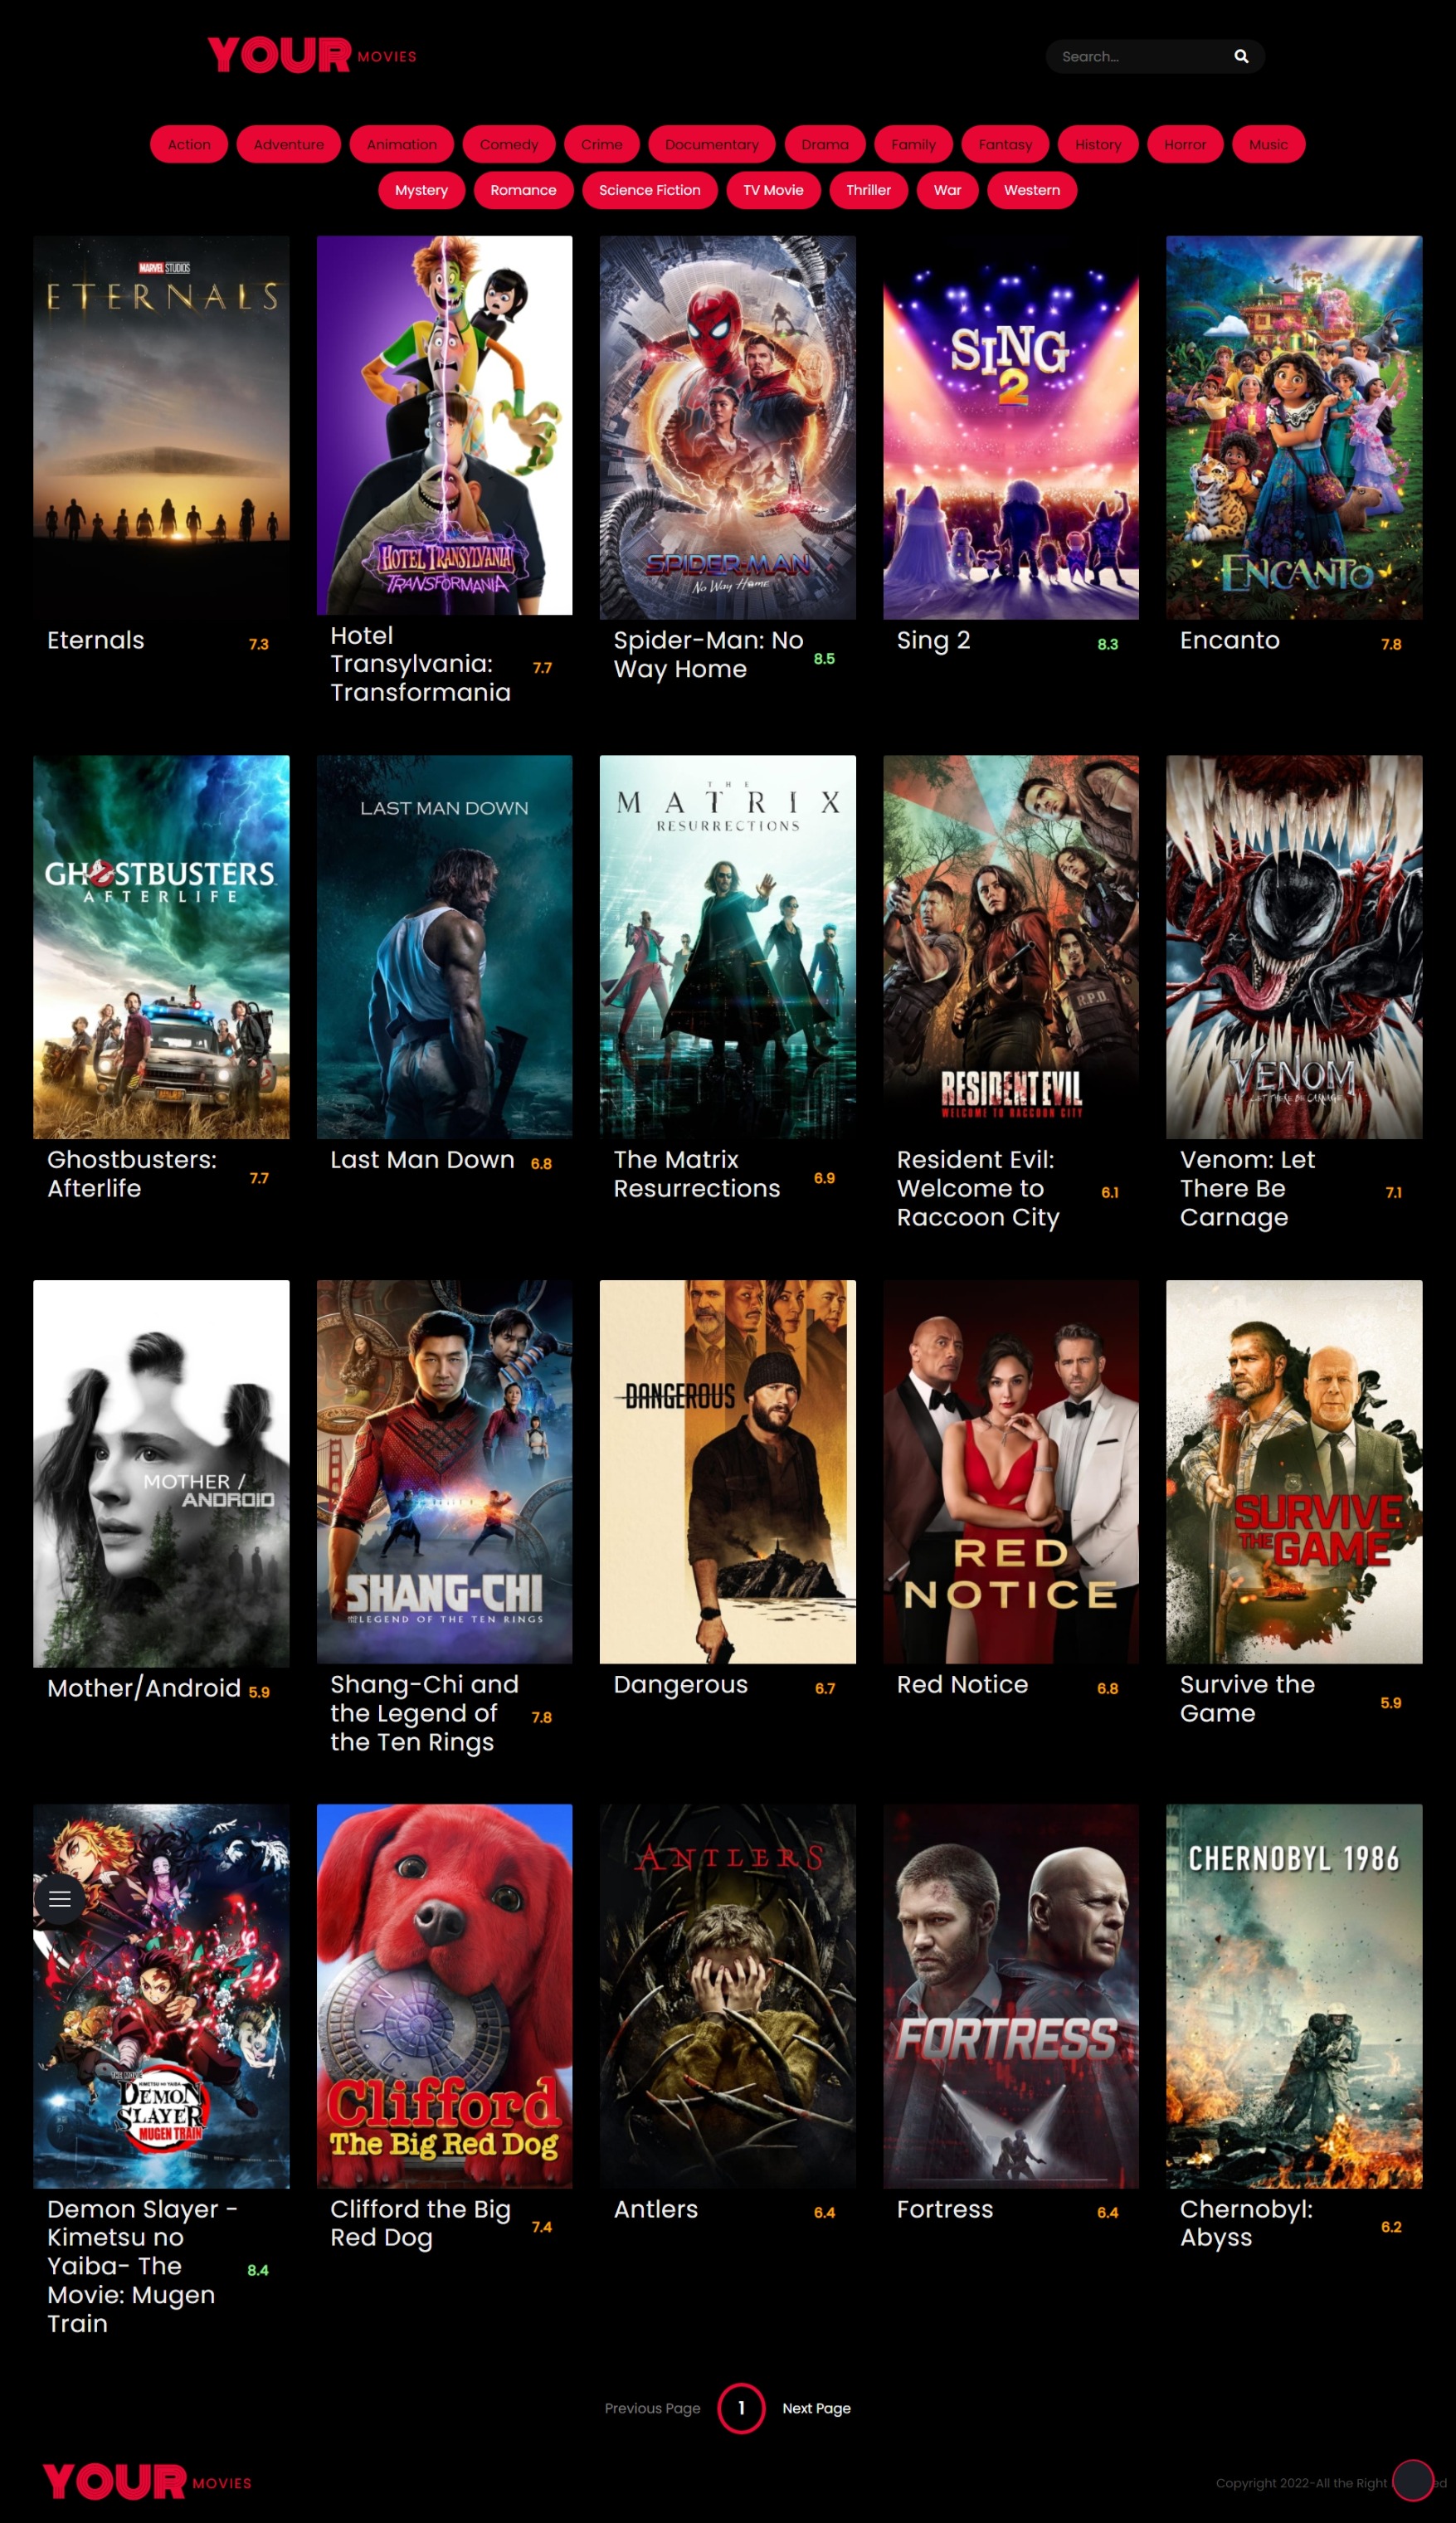 YOUR MOVIES
Search...
Action Adventure Animation Comedy Crime Documentary Drama Family Fantasy History Horror Music
Mystery Romance Science Fiction TV Movie Thriller War Western
MARVEL STUDIOS
ETERNALS
HOTEL TRANSYLVANIA
TRANSFORMANIA
SPIDER-MAN
No Way Home
SING
2
ENCANTO
Eternals 7.3
Hotel
Transylvania:
Transformania 7.7
Spider-Man: No
Way Home 8.5
Sing 2 8.3
Encanto 7.8
GHOSTBUSTERS
AFTERLIFE
LAST MAN DOWN
THE
MATRIX
RESURRECTIONS
R.P.D.
RESIDENT EVIL
WELCOME TO RACCOON CITY
VENOM
LET THERE BE CARNAGE
Ghostbusters:
Afterlife 7.7
Last Man Down 6.8
The Matrix
Resurrections 6.9
Resident Evil:
Welcome to
Raccoon City 6.1
Venom: Let
There Be
Carnage 7.1
MOTHER /
ANDROID
SHANG-CHI
AND THE LEGEND OF THE TEN RINGS
DANGEROUS
RED
NOTICE
SURVIVE
THE GAME
Mother/Android 5.9
Shang-Chi and
the Legend of
the Ten Rings 7.8
Dangerous 6.7
Red Notice 6.8
Survive the
Game 5.9
THE MOVIE
KIMETSU NO YAIBA
DEMON
SLAYER
MUGEN TRAIN
N
Y
C
Clifford
The Big Red Dog
ANTLERS
FORTRESS
CHERNOBYL 1986
Demon Slayer -
Kimetsu no
Yaiba- The
Movie: Mugen
Train 8.4
Clifford the Big
Red Dog 7.4
Antlers 6.4
Fortress 6.4
Chernobyl:
Abyss 6.2
Previous Page 1 Next Page
YOUR MOVIES
Copyright 2022-All the Right